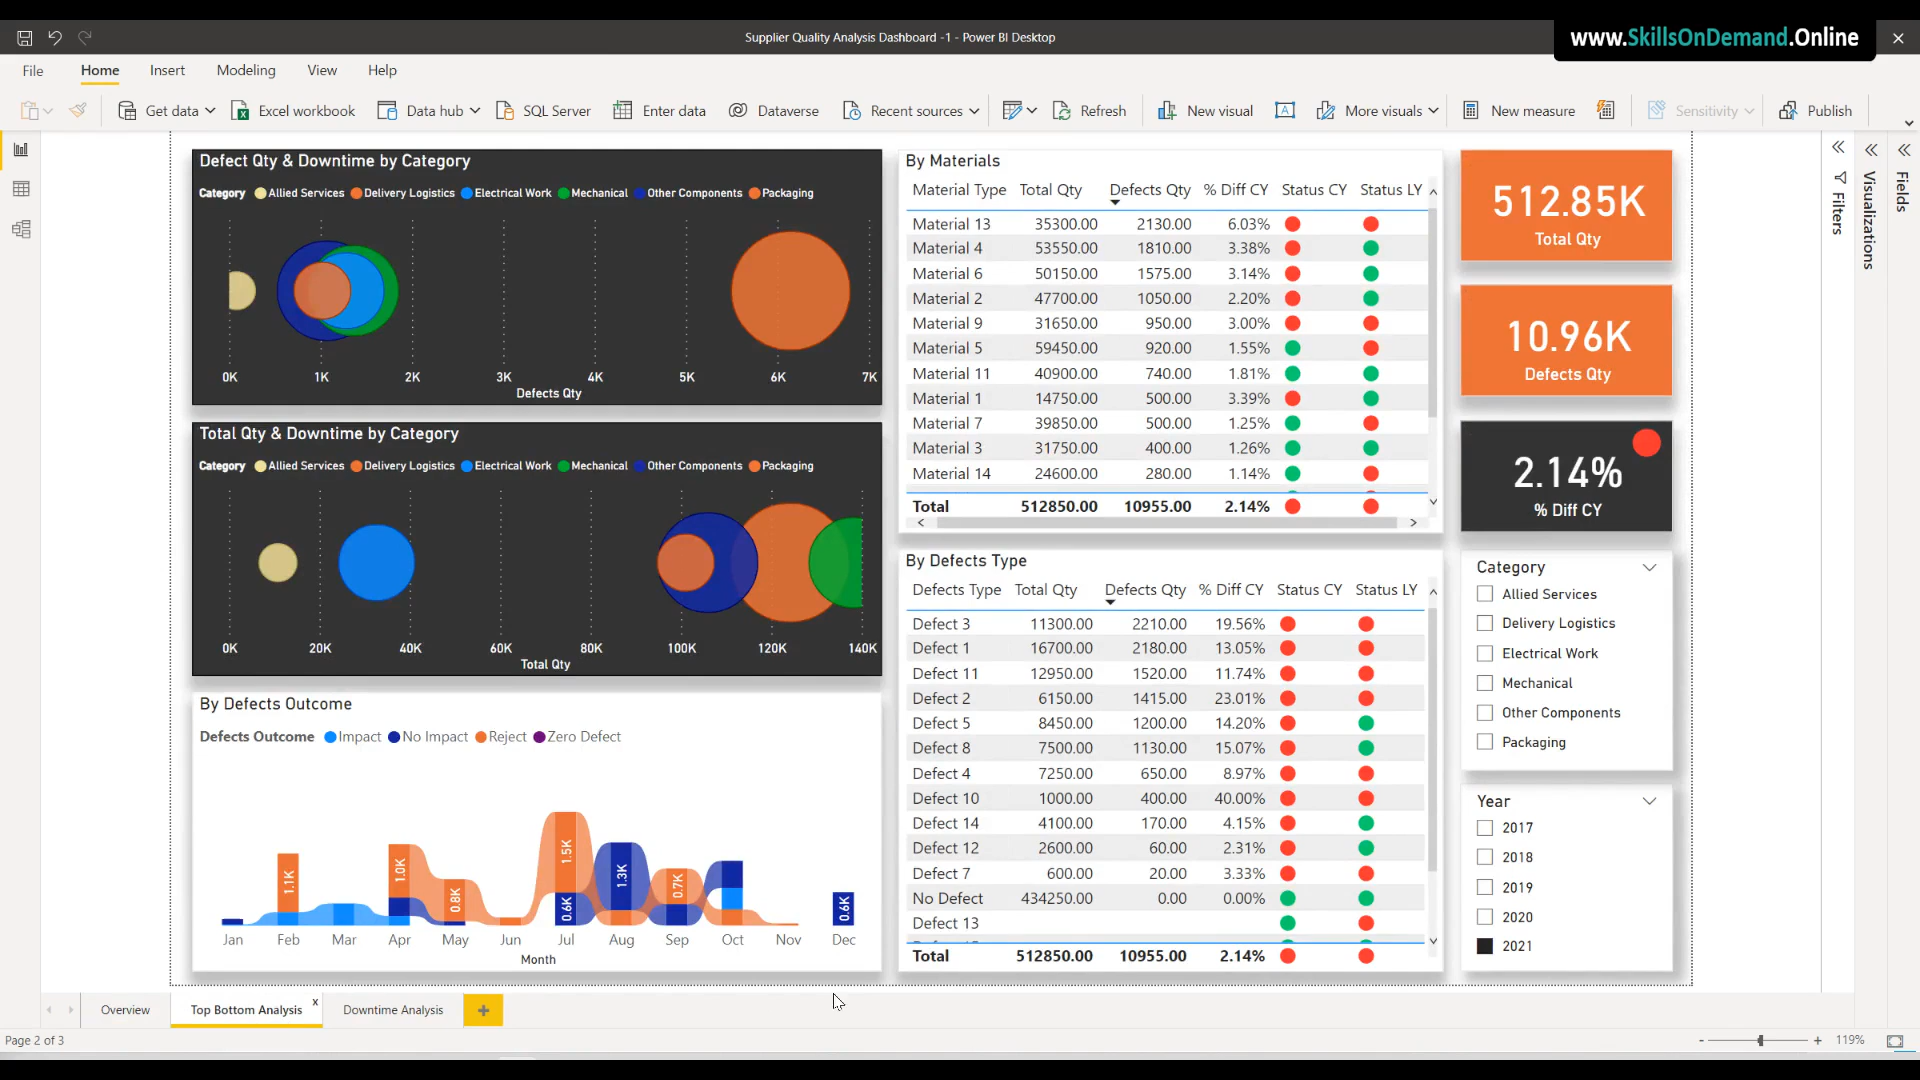 Supplier Quality Analysis Dashboard -1 - Power BI Desktop
www.SkillsOnDemand.Online
File Home Insert Modeling View Help
Get data Excel workbook Data hub SQL Server Enter data Dataverse Recent sources Refresh New visual More visuals New measure Sensitivity Publish
Defect Qty & Downtime by Category
Category Allied Services Delivery Logistics Electrical Work Mechanical Other Components Packaging
0K 1K 2K 3K 4K 5K 6K 7K
Defects Qty
Total Qty & Downtime by Category
Category Allied Services Delivery Logistics Electrical Work Mechanical Other Components Packaging
0K 20K 40K 60K 80K 100K 120K 140K
Total Qty
By Defects Outcome
Defects Outcome Impact No Impact Reject Zero Defect
1.1K 1.0K 0.8K 1.5K 0.6K 1.3K 0.7K 0.6K
Jan Feb Mar Apr May Jun Jul Aug Sep Oct Nov Dec
Month
By Materials
Material Type Total Qty Defects Qty % Diff CY Status CY Status LY
Material 13 35300.00 2130.00 6.03%
Material 4 53550.00 1810.00 3.38%
Material 6 50150.00 1575.00 3.14%
Material 2 47700.00 1050.00 2.20%
Material 9 31650.00 950.00 3.00%
Material 5 59450.00 920.00 1.55%
Material 11 40900.00 740.00 1.81%
Material 1 14750.00 500.00 3.39%
Material 7 39850.00 500.00 1.25%
Material 3 31750.00 400.00 1.26%
Material 14 24600.00 280.00 1.14%
Total 512850.00 10955.00 2.14%
By Defects Type
Defects Type Total Qty Defects Qty % Diff CY Status CY Status LY
Defect 3 11300.00 2210.00 19.56%
Defect 1 16700.00 2180.00 13.05%
Defect 11 12950.00 1520.00 11.74%
Defect 2 6150.00 1415.00 23.01%
Defect 5 8450.00 1200.00 14.20%
Defect 8 7500.00 1130.00 15.07%
Defect 4 7250.00 650.00 8.97%
Defect 10 1000.00 400.00 40.00%
Defect 14 4100.00 170.00 4.15%
Defect 12 2600.00 60.00 2.31%
Defect 7 600.00 20.00 3.33%
No Defect 434250.00 0.00 0.00%
Defect 13
Total 512850.00 10955.00 2.14%
512.85K
Total Qty
10.96K
Defects Qty
2.14%
% Diff CY
Category
Allied Services
Delivery Logistics
Electrical Work
Mechanical
Other Components
Packaging
Year
2017
2018
2019
2020
2021
Filters
Visualizations
Fields
Overview Top Bottom Analysis x Downtime Analysis +
Page 2 of 3
- + 119%